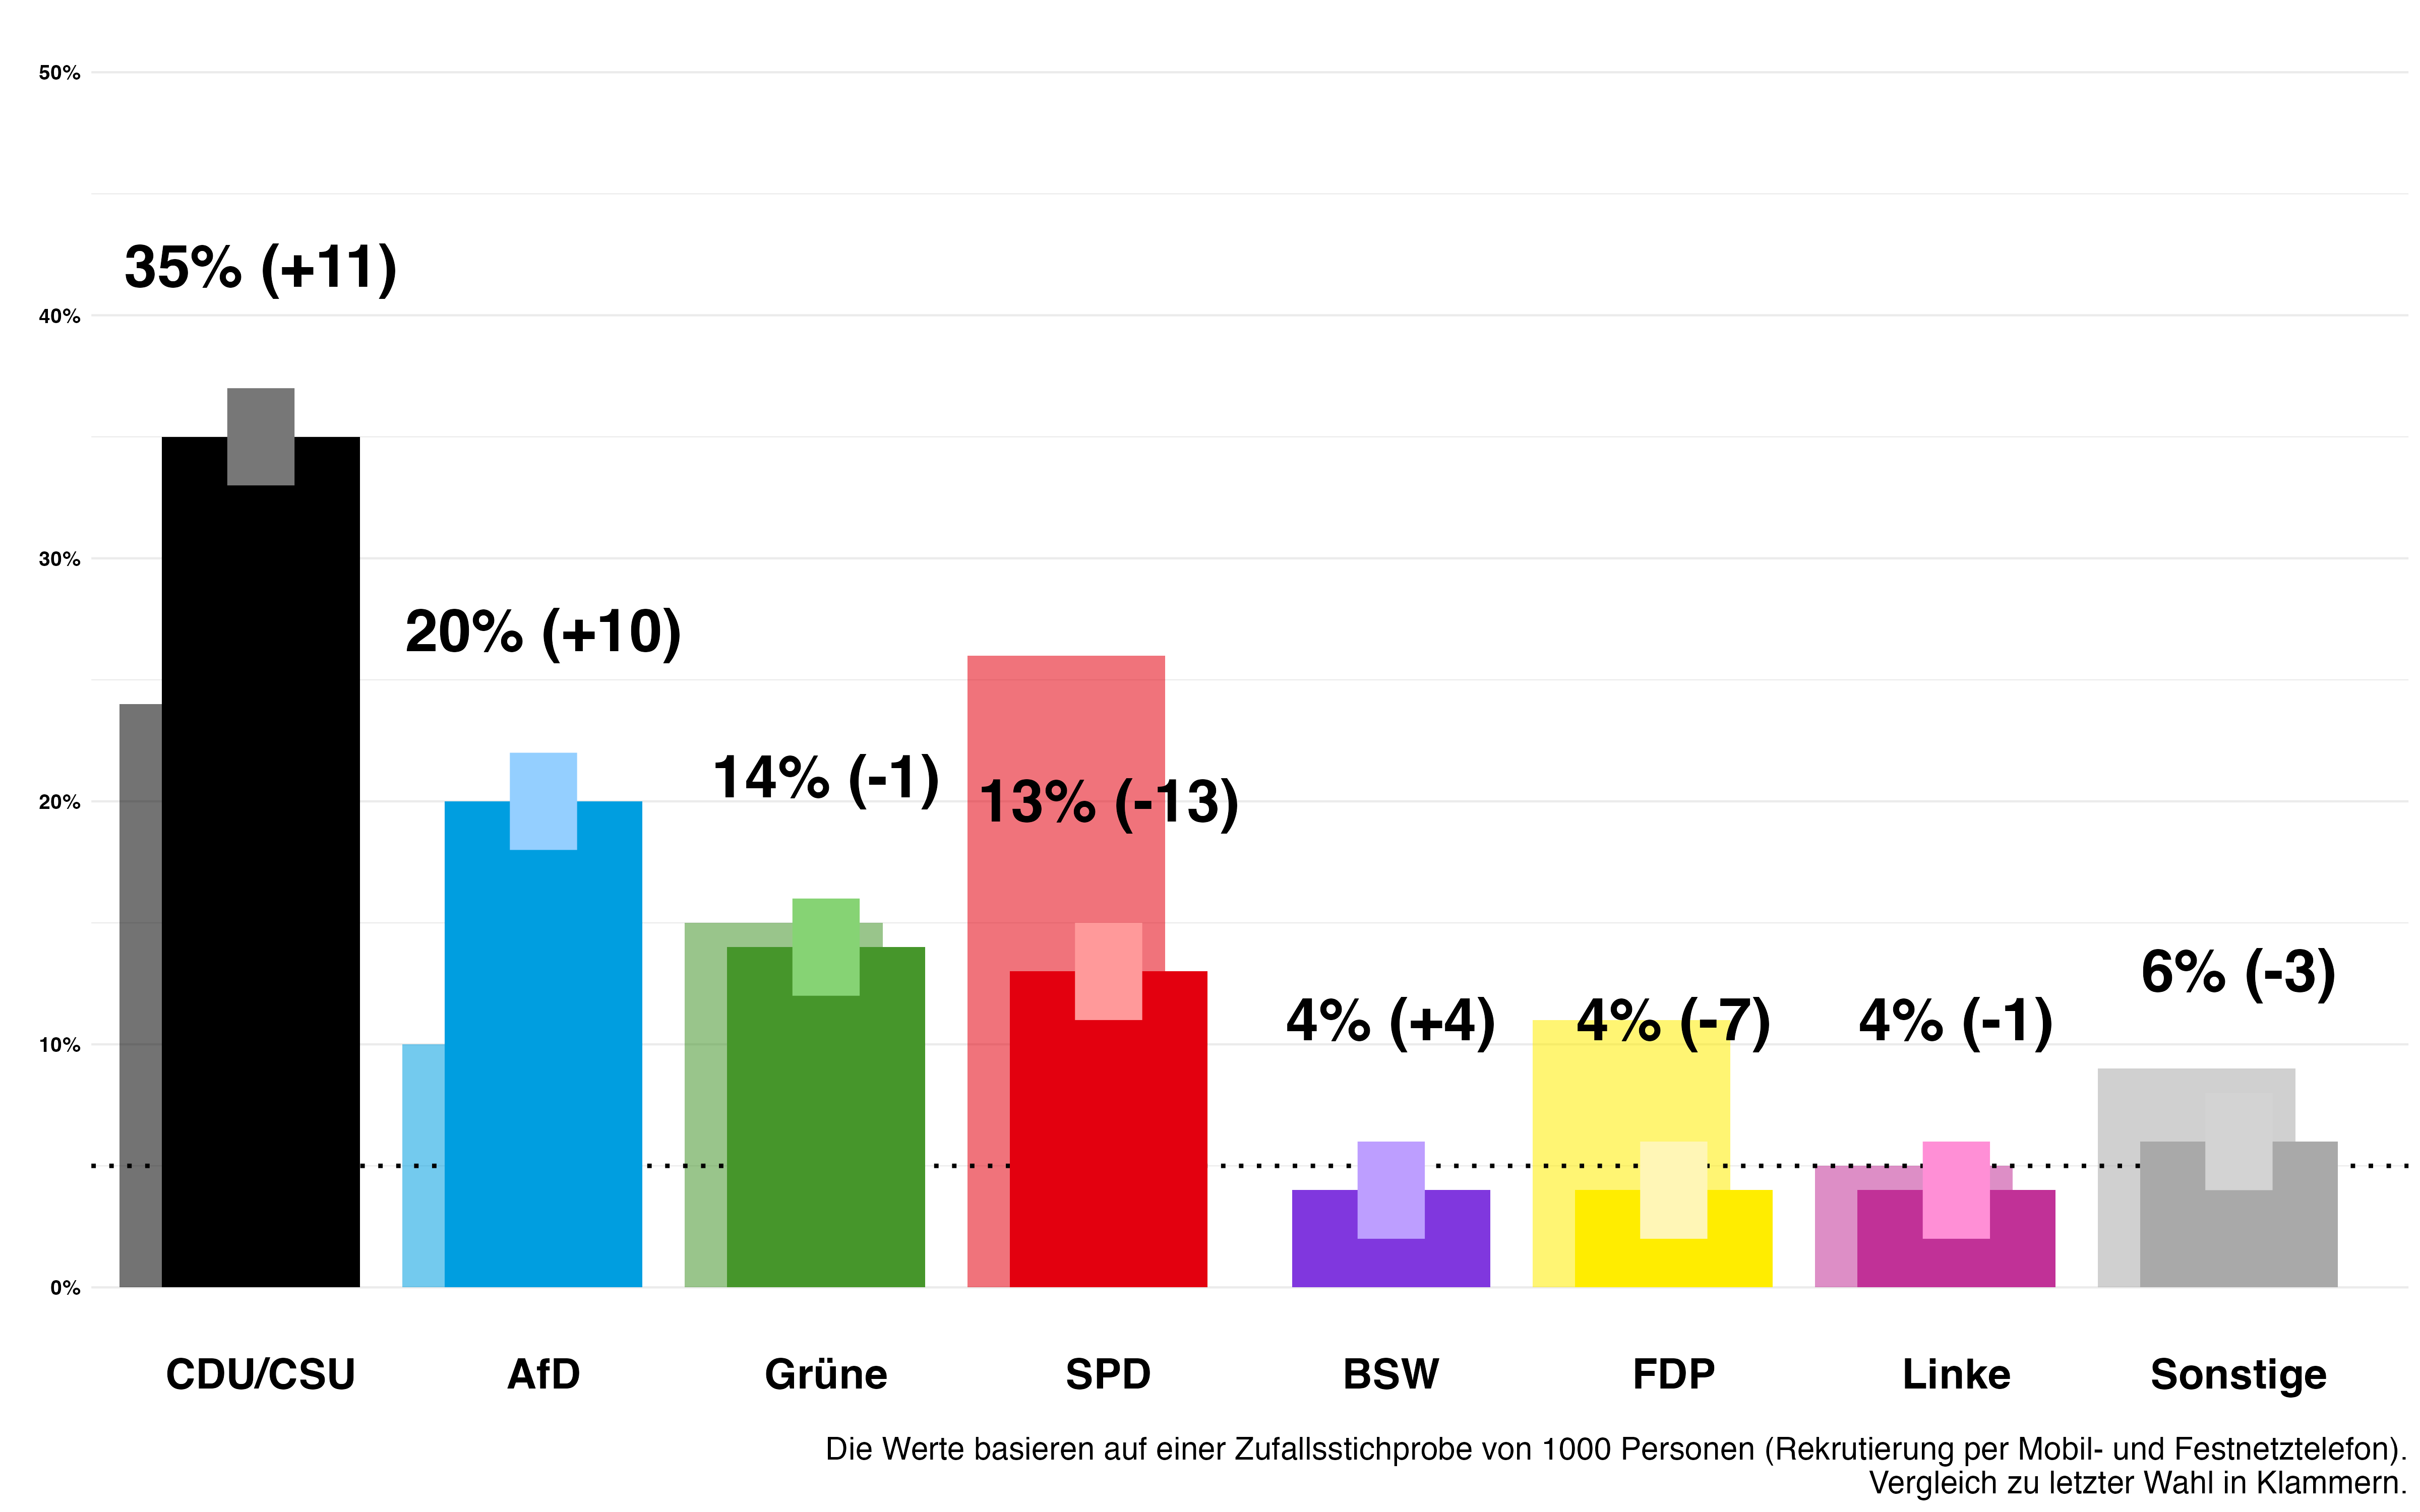 50%
40%
30%
20%
10%
0%
35% (+11)
20% (+10)
14% (-1)
13% (-13)
4% (+4)
4% (-7)
4% (-1)
6% (-3)
CDU/CSU
AfD
Grüne
SPD
BSW
FDP
Linke
Sonstige
Die Werte basieren auf einer Zufallsstichprobe von 1000 Personen (Rekrutierung per Mobil- und Festnetztelefon).
Vergleich zu letzter Wahl in Klammern.